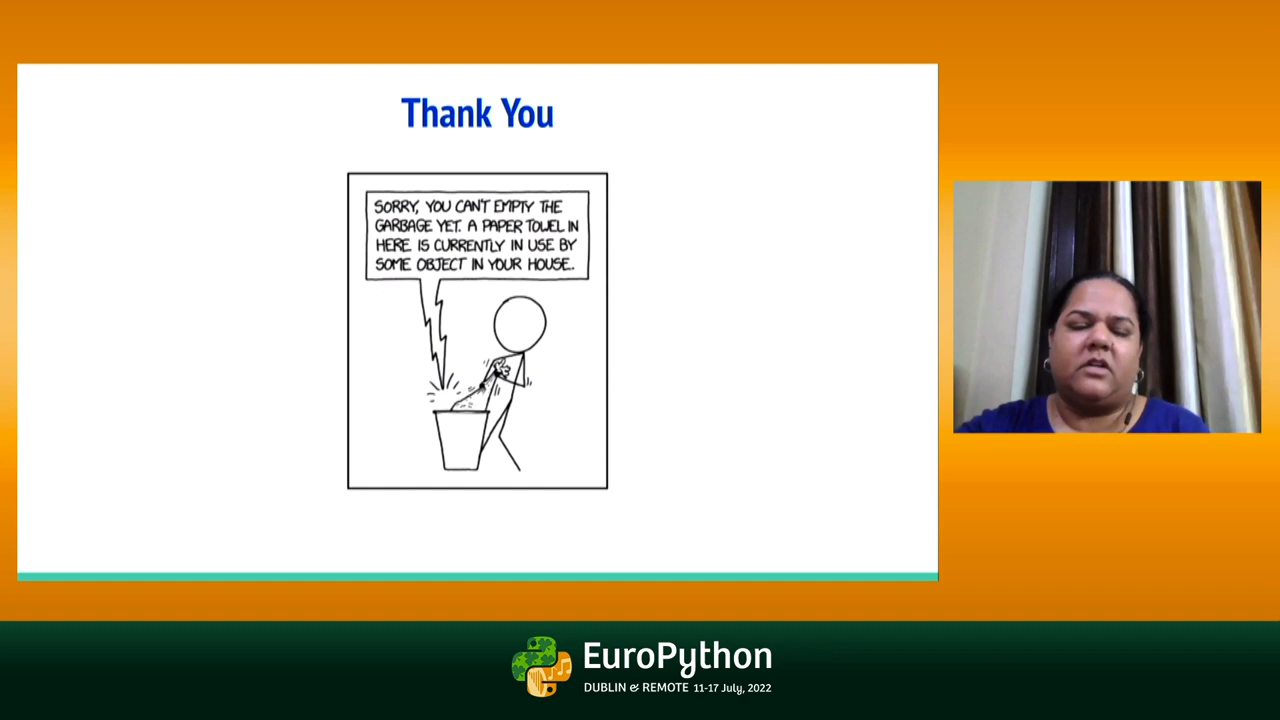 Thank You
SORRY, YOU CAN'T EMPTY THE
GARBAGE YET. A PAPER TOWEL IN
HERE IS CURRENTLY IN USE BY
SOME OBJECT IN YOUR HOUSE.
EuroPython
DUBLIN & REMOTE 11-17 July, 2022